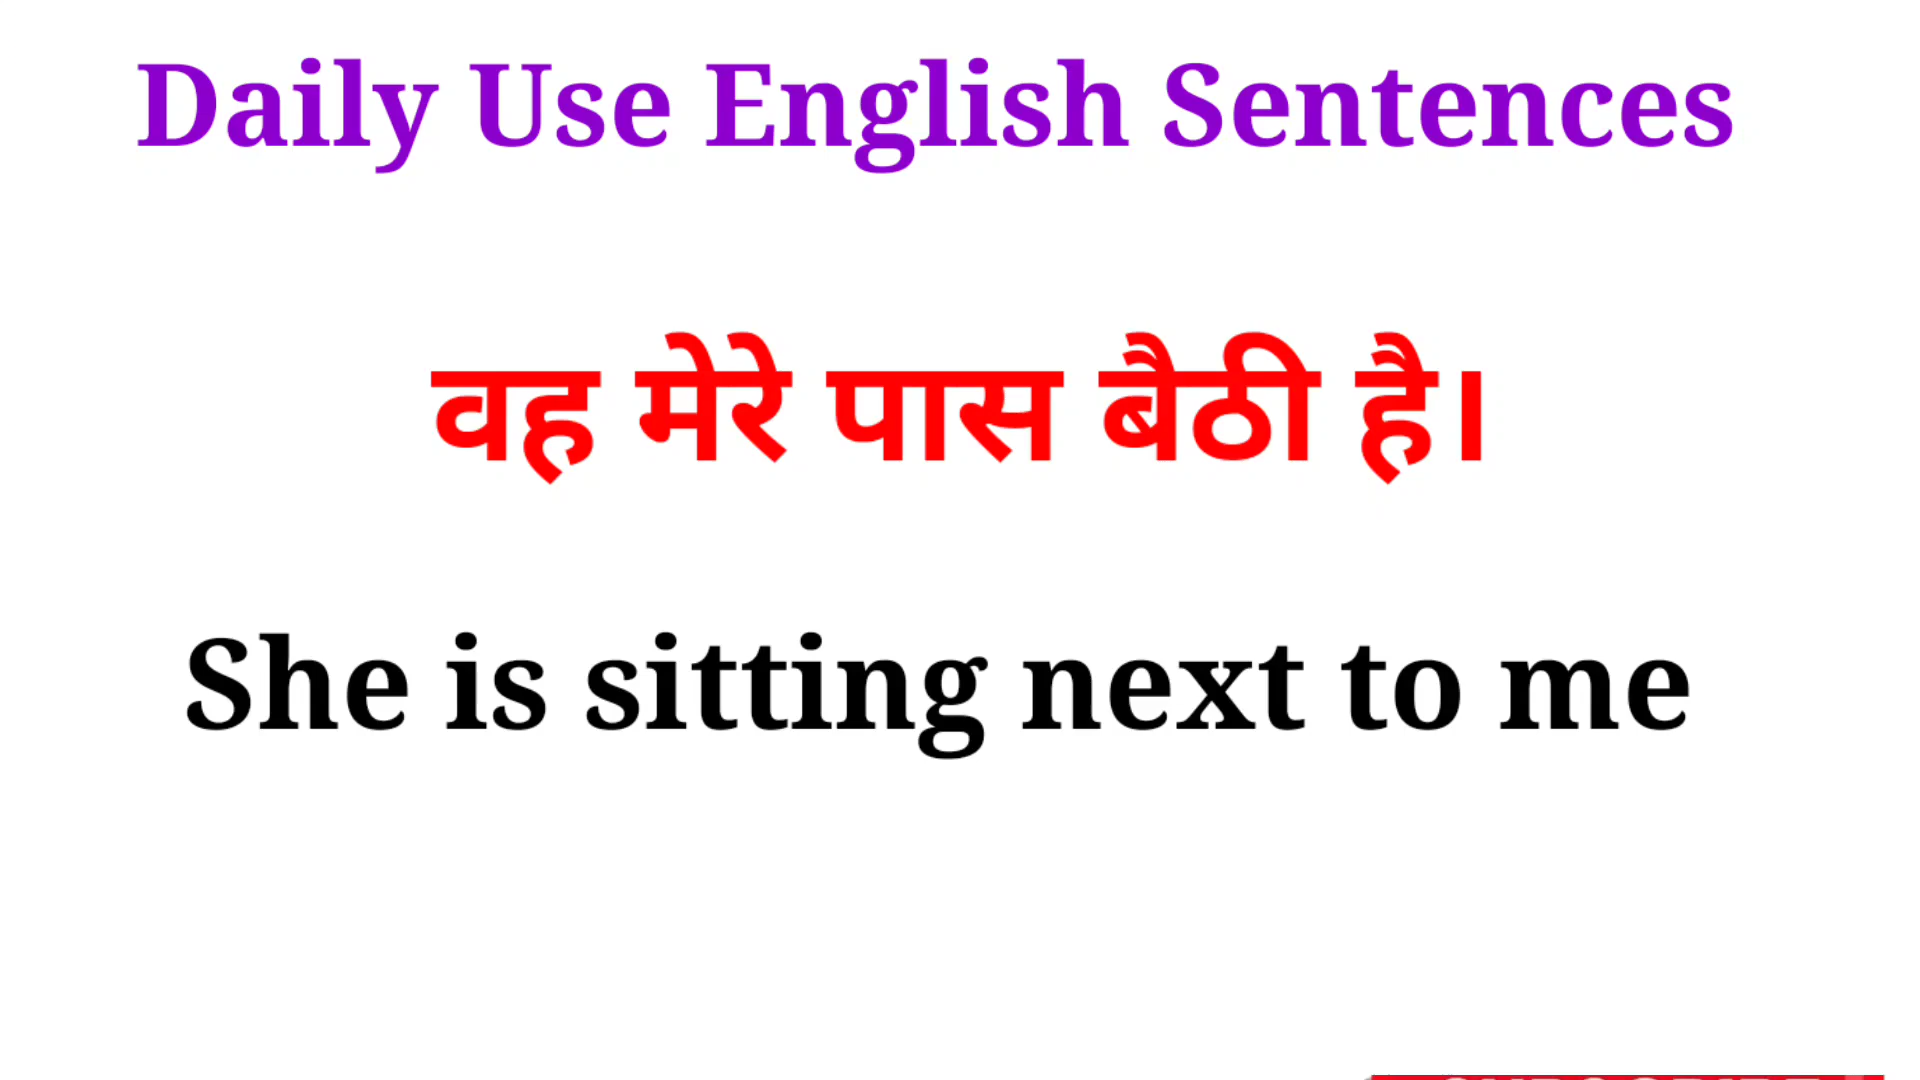 Daily Use English Sentences
वह मेरे पास बैठी है।
She is sitting next to me